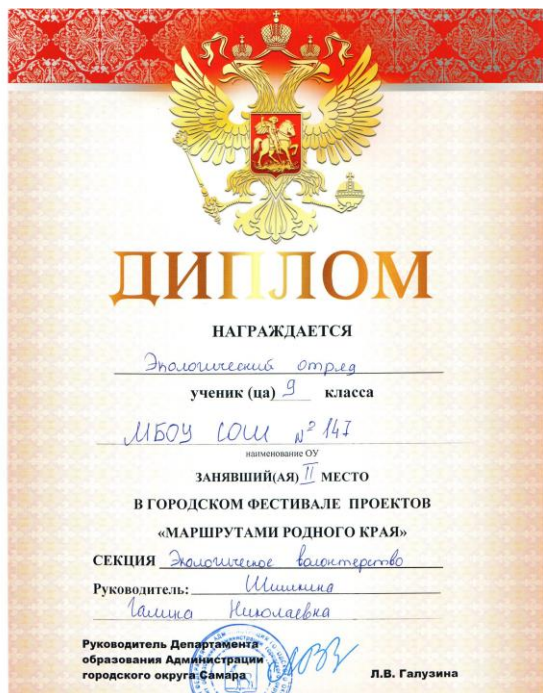 ДИПЛОМ
НАГРАЖДАЕТСЯ
Экологический отряд
ученик (ца) 9 класса
МБОУ СОШ № 147
наименование ОУ
ЗАНЯВШИЙ(АЯ) II МЕСТО
В ГОРОДСКОМ ФЕСТИВАЛЕ ПРОЕКТОВ
«МАРШРУТАМИ РОДНОГО КРАЯ»
СЕКЦИЯ Экологическое волонтерство
Руководитель: Шишкина
Галина Николаевна
Руководитель Департамента
образования Администрации
городского округа Самара Л.В. Галузина